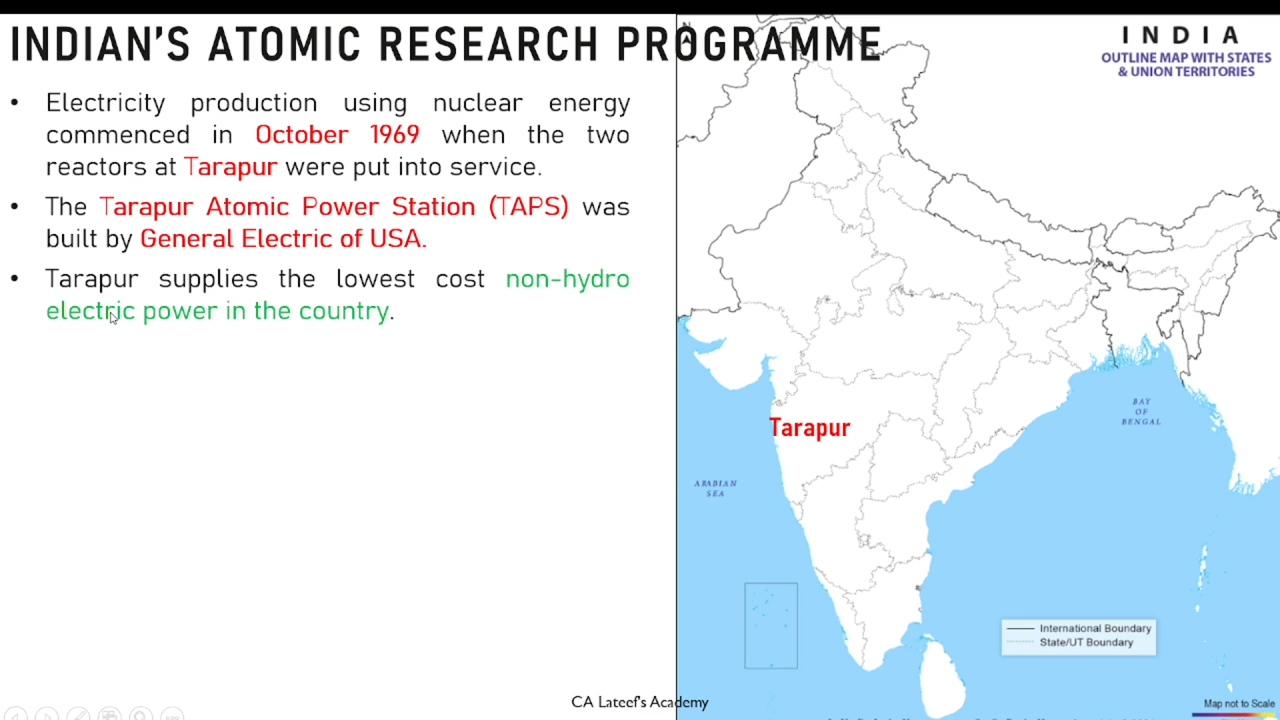 INDIAN'S ATOMIC RESEARCH PROGRAMME
• Electricity production using nuclear energy
commenced in October 1969 when the two
reactors at Tarapur were put into service.
• The Tarapur Atomic Power Station (TAPS) was
built by General Electric of USA.
• Tarapur supplies the lowest cost non-hydro
electric power in the country.
INDIA
OUTLINE MAP WITH STATES
& UNION TERRITORIES
Tarapur
BAY
OF
BENGAL
ARABIAN
SEA
International Boundary
State/UT Boundary
CA Lateef's Academy
Map not to Scale